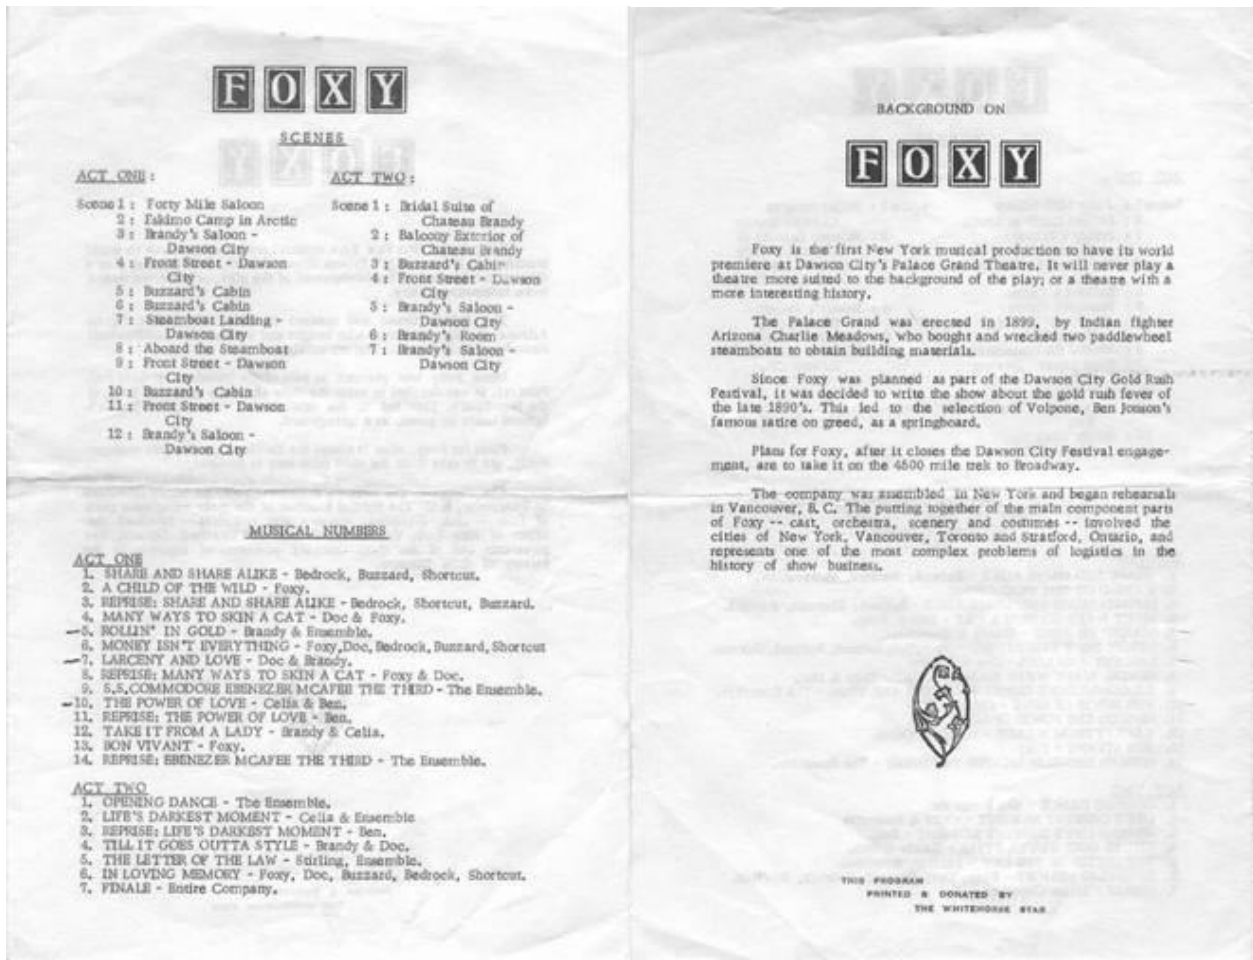 FOXY
SCENES
ACT ONE:
Scene 1: Forty Mile Saloon
2: Eskimo Camp in Arctic
3: Brandy's Saloon -
Dawson City
4: Front Street - Dawson
City
5: Buzzard's Cabin
6: Buzzard's Cabin
7: Steamboat Landing -
Dawson City
8: Aboard the Steamboat
9: Front Street - Dawson
City
10: Buzzard's Cabin
11: Front Street - Dawson
City
12: Brandy's Saloon -
Dawson City
ACT TWO:
Scene 1: Bridal Suite of
Chateau Brandy
2: Balcony Exterior of
Chateau Brandy
3: Buzzard's Cabin
4: Front Street - Dawson
City
5: Brandy's Saloon -
Dawson City
6: Brandy's Room
7: Brandy's Saloon -
Dawson City
MUSICAL NUMBERS
ACT ONE
1. SHARE AND SHARE ALIKE - Bedrock, Buzzard, Shortcut.
2. A CHILD OF THE WILD - Foxy.
3. REPRISE: SHARE AND SHARE ALIKE - Bedrock, Shortcut, Buzzard.
4. MANY WAYS TO SKIN A CAT - Doc & Foxy.
5. ROLLIN' IN GOLD - Brandy & Ensemble.
6. MONEY ISN'T EVERYTHING - Foxy, Doc, Bedrock, Buzzard, Shortcut
7. LARCENY AND LOVE - Doc & Brandy.
8. REPRISE: MANY WAYS TO SKIN A CAT - Foxy & Doc.
9. S.S. COMMODORE EBENEZER MCAFEE THE THIRD - The Ensemble.
10. THE POWER OF LOVE - Celia & Ben.
11. REPRISE: THE POWER OF LOVE - Ben.
12. TAKE IT FROM A LADY - Brandy & Celia.
13. BON VIVANT - Foxy.
14. REPRISE: EBENEZER MCAFEE THE THIRD - The Ensemble.
ACT TWO
1. OPENING DANCE - The Ensemble.
2. LIFE'S DARKEST MOMENT - Celia & Ensemble
3. REPRISE: LIFE'S DARKEST MOMENT - Ben.
4. TILL IT GOES OUTTA STYLE - Brandy & Doc.
5. THE LETTER OF THE LAW - Stirling, Ensemble.
6. IN LOVING MEMORY - Foxy, Doc, Buzzard, Bedrock, Shortcut.
7. FINALE - Entire Company.
BACKGROUND ON
FOXY
Foxy is the first New York musical production to have its world
premiere at Dawson City's Palace Grand Theatre. It will never play a
theatre more suited to the background of the play; or a theatre with a
more interesting history.
The Palace Grand was erected in 1899, by Indian fighter
Arizona Charlie Meadows, who bought and wrecked two paddlewheel
steamboats to obtain building materials.
Since Foxy was planned as part of the Dawson City Gold Rush
Festival, it was decided to write the show about the gold rush fever of
the late 1890's. This led to the selection of Volpone, Ben Jonson's
famous satire on greed, as a springboard.
Plans for Foxy, after it closes the Dawson City Festival engage-
ment, are to take it on the 4500 mile trek to Broadway.
The company was assembled in New York and began rehearsals
in Vancouver, B. C. The putting together of the main component parts
of Foxy -- cast, orchestra, scenery and costumes -- involved the
cities of New York, Vancouver, Toronto and Stratford, Ontario, and
represents one of the most complex problems of logistics in the
history of show business.
THIS PROGRAM
PRINTED & DONATED BY
THE WHITEHORSE STAR